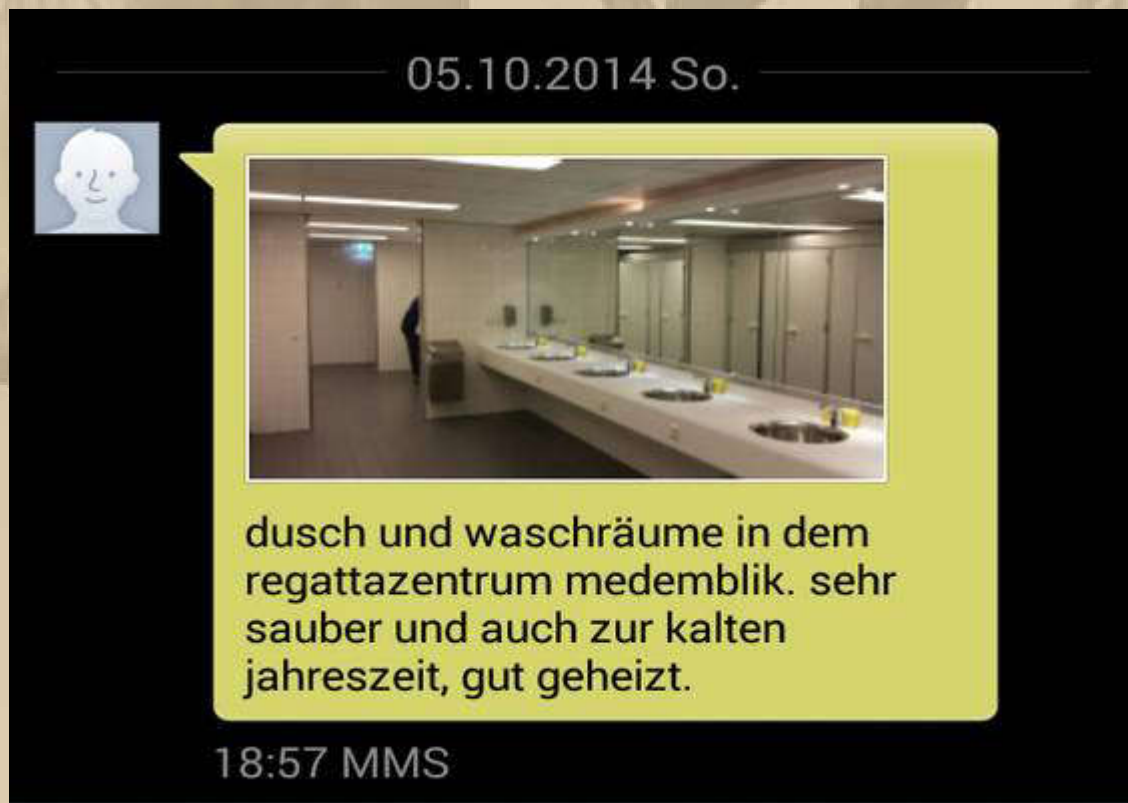 05.10.2014 So.
dusch und waschräume in dem
regattazentrum medemblik. sehr
sauber und auch zur kalten
jahreszeit, gut geheizt.
18:57 MMS